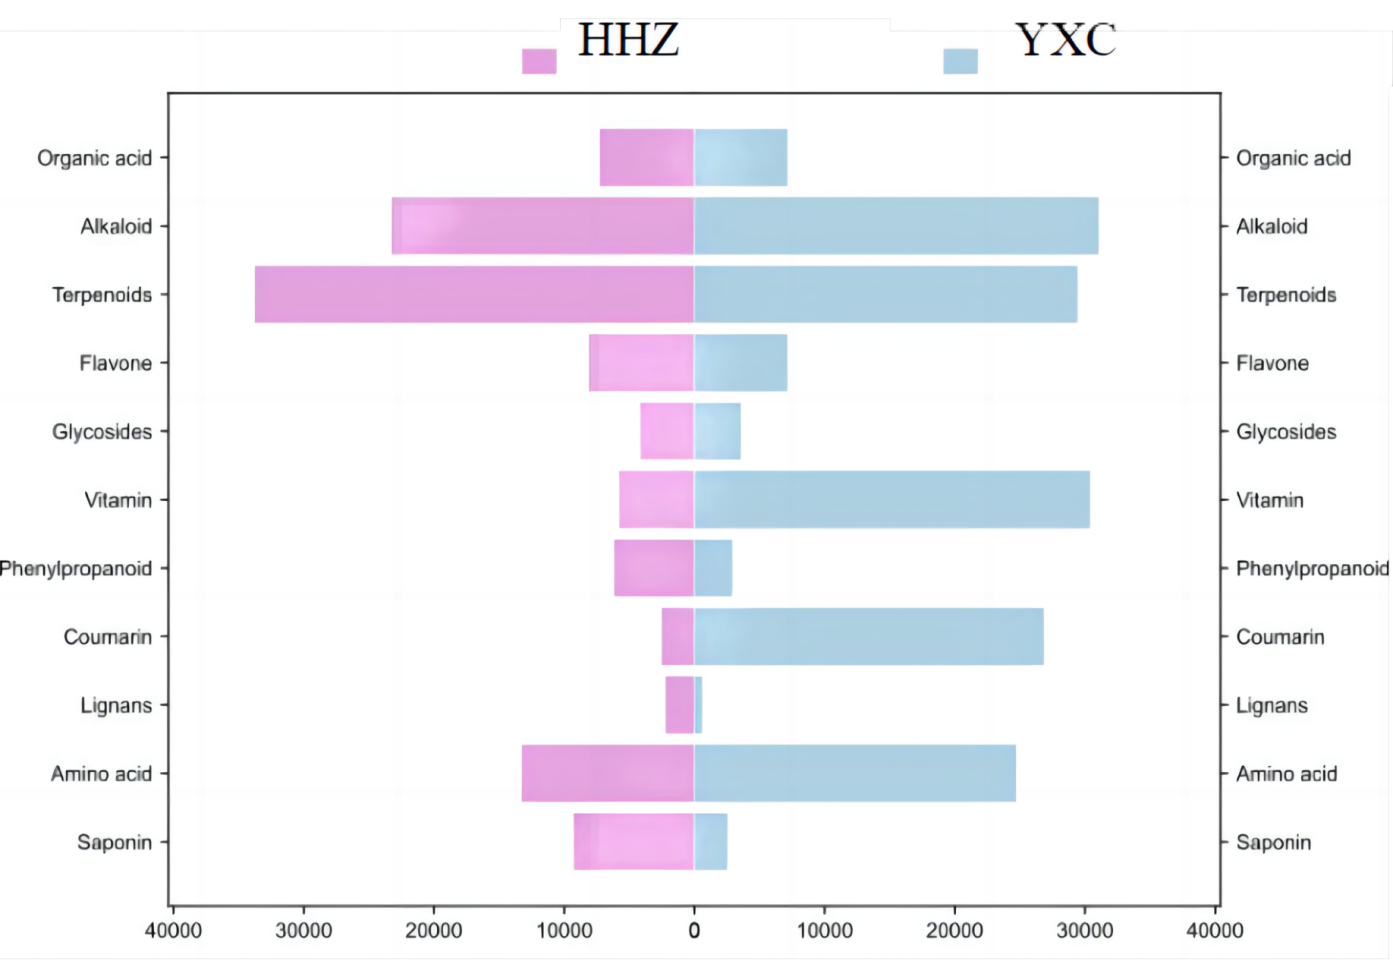 HHZ YXC
Organic acid Organic acid
Alkaloid Alkaloid
Terpenoids Terpenoids
Flavone Flavone
Glycosides Glycosides
Vitamin Vitamin
Phenylpropanoid Phenylpropanoid
Coumarin Coumarin
Lignans Lignans
Amino acid Amino acid
Saponin Saponin
40000 30000 20000 10000 0 10000 20000 30000 40000